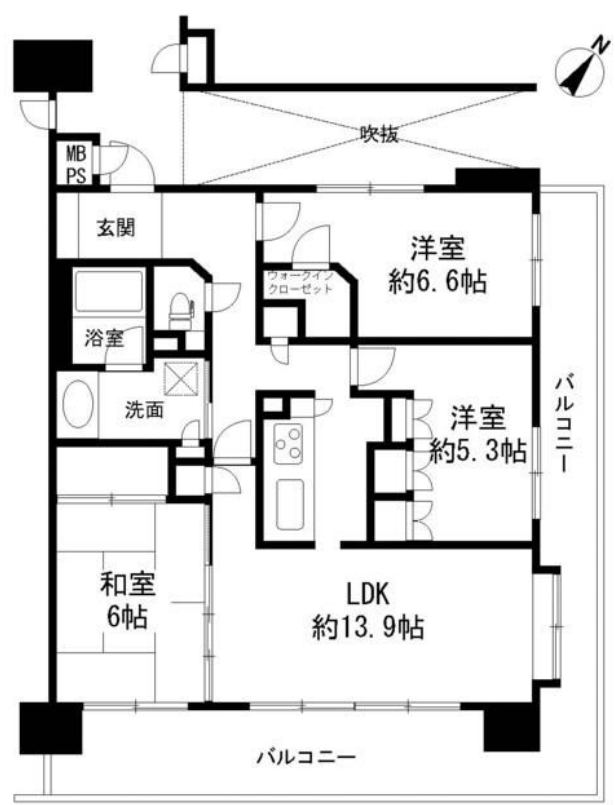 N
吹抜
MB
PS
玄関
洋室
約6.6帖
ウォークイン
クローゼット
浴室
洗面
洋室
約5.3帖
バルコニー
和室
6帖
LDK
約13.9帖
バルコニー